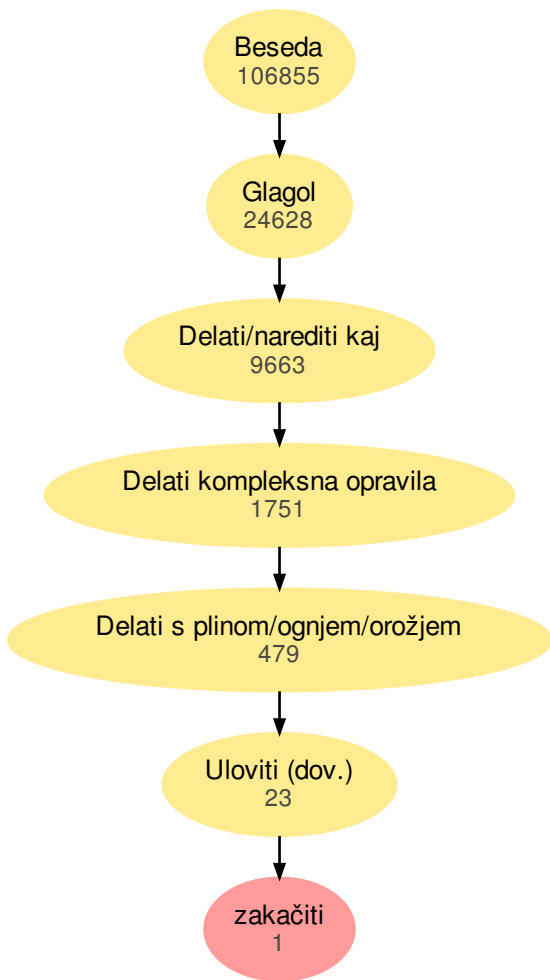 Beseda
106855
Glagol
24628
Delati/narediti kaj
9663
Delati kompleksna opravila
1751
Delati s plinom/ognjem/orožjem
479
Uloviti (dov.)
23
zakačiti
1